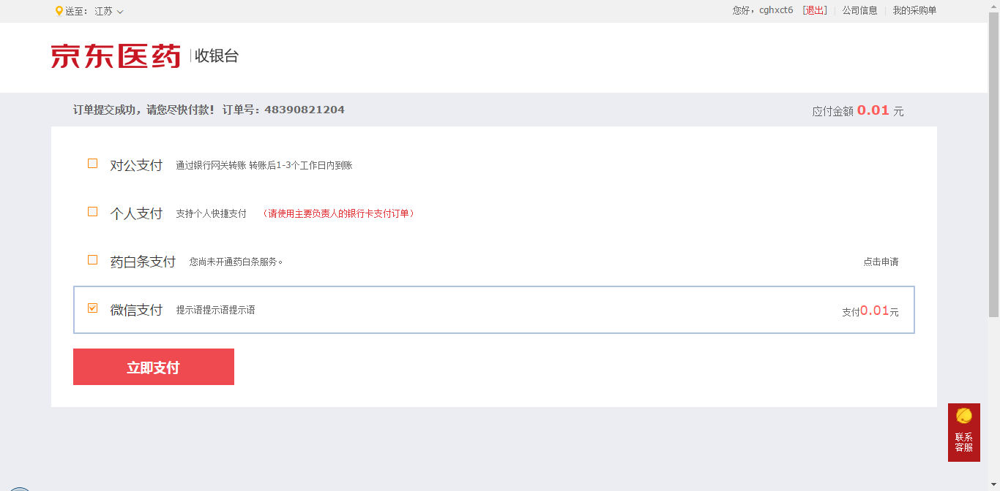 送至： 江苏
您好，cghxct6 [退出] 公司信息 我的采购单
京东医药 收银台
订单提交成功，请您尽快付款！ 订单号：48390821204
应付金额 0.01 元
对公支付 通过银行网关转账 转账后1-3个工作日内到账
个人支付 支持个人快捷支付 （请使用主要负责人的银行卡支付订单）
药白条支付 您尚未开通药白条服务。 点击申请
微信支付 提示语提示语提示语 支付0.01元
立即支付
联系
客服